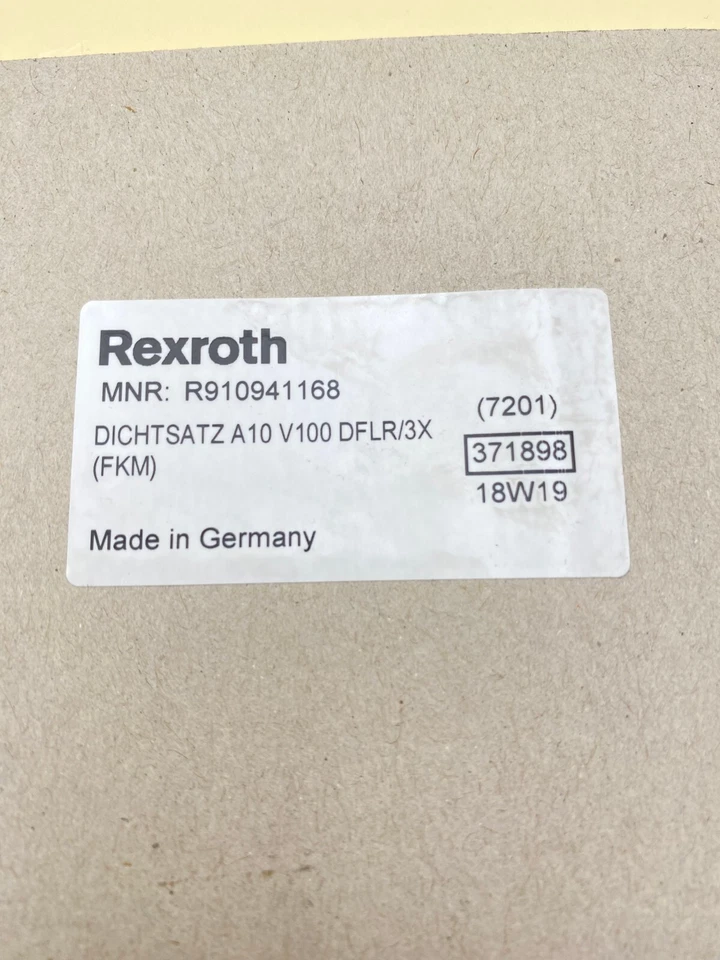 Rexroth
MNR: R910941168
DICHTSATZ A10 V100 DFLR/3X
(FKM)
(7201)
371898
18W19
Made in Germany